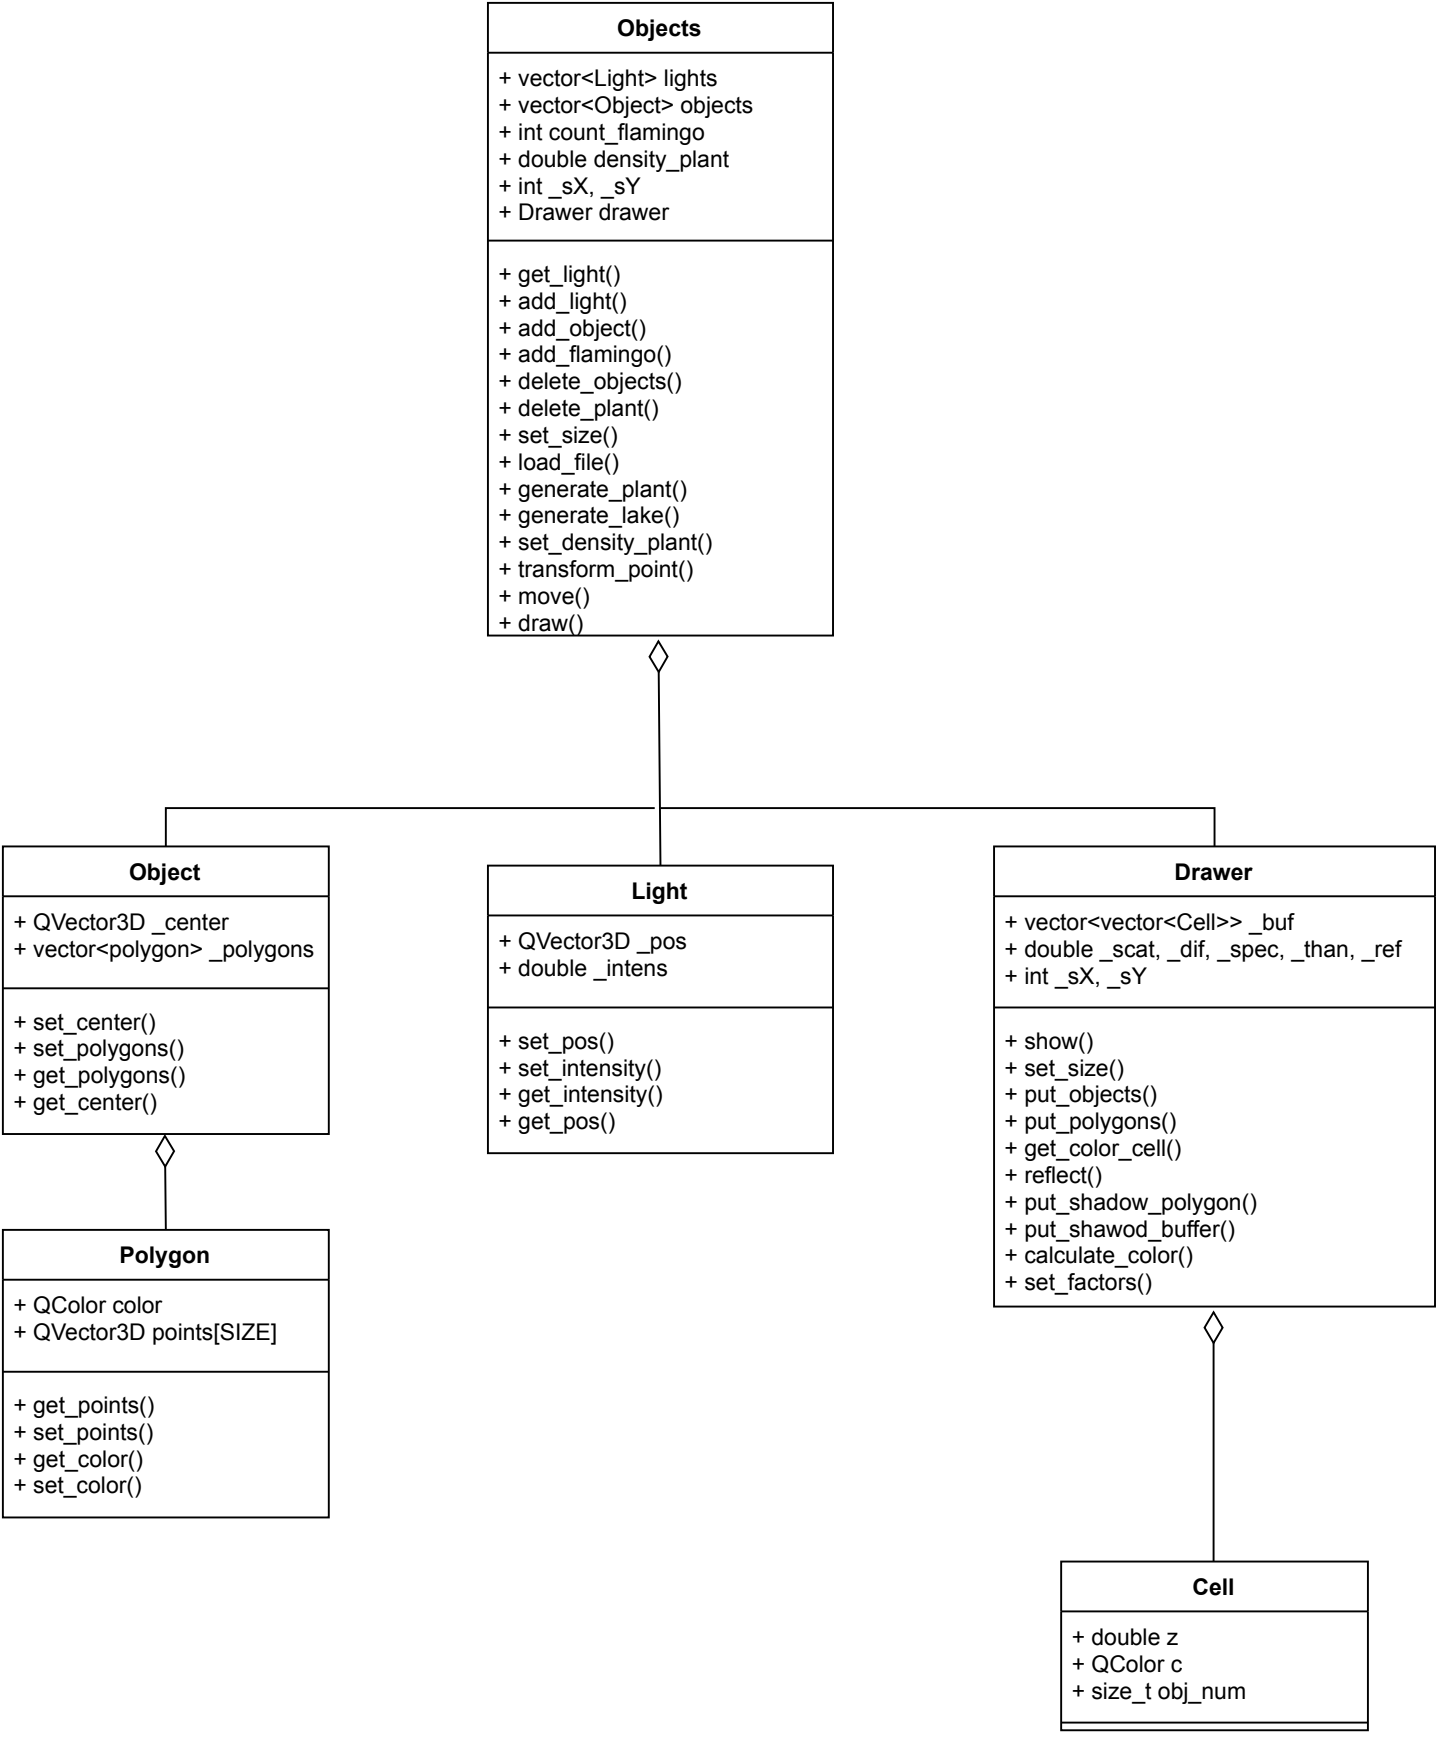 Objects
+ vector<Light> lights
+ vector<Object> objects
+ int count_flamingo
+ double density_plant
+ int _sX, _sY
+ Drawer drawer
+ get_light()
+ add_light()
+ add_object()
+ add_flamingo()
+ delete_objects()
+ delete_plant()
+ set_size()
+ load_file()
+ generate_plant()
+ generate_lake()
+ set_density_plant()
+ transform_point()
+ move()
+ draw()
Object
+ QVector3D _center
+ vector<polygon> _polygons
+ set_center()
+ set_polygons()
+ get_polygons()
+ get_center()
Light
+ QVector3D _pos
+ double _intens
+ set_pos()
+ set_intensity()
+ get_intensity()
+ get_pos()
Drawer
+ vector<vector<Cell>> _buf
+ double _scat, _dif, _spec, _than, _ref
+ int _sX, _sY
+ show()
+ set_size()
+ put_objects()
+ put_polygons()
+ get_color_cell()
+ reflect()
+ put_shadow_polygon()
+ put_shawod_buffer()
+ calculate_color()
+ set_factors()
Polygon
+ QColor color
+ QVector3D points[SIZE]
+ get_points()
+ set_points()
+ get_color()
+ set_color()
Cell
+ double z
+ QColor c
+ size_t obj_num